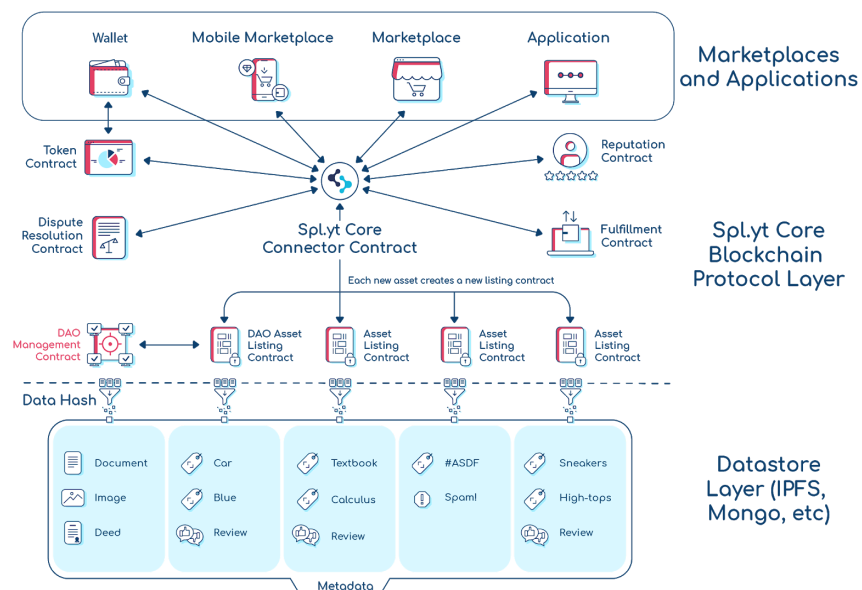 Wallet
Mobile Marketplace
Marketplace
Application
Marketplaces
and Applications
Token
Contract
Reputation
Contract
Dispute
Resolution
Contract
Spl.yt Core
Connector Contract
Fulfillment
Contract
Spl.yt Core
Blockchain
Protocol Layer
Each new asset creates a new listing contract
DAO
Management
Contract
DAO Asset
Listing
Contract
Asset
Listing
Contract
Asset
Listing
Contract
Asset
Listing
Contract
Data Hash
Document
Image
Deed
Car
Blue
Review
Textbook
Calculus
Review
#ASDF
Spam!
Sneakers
High-tops
Review
Datastore
Layer (IPFS,
Mongo, etc)
Metadata